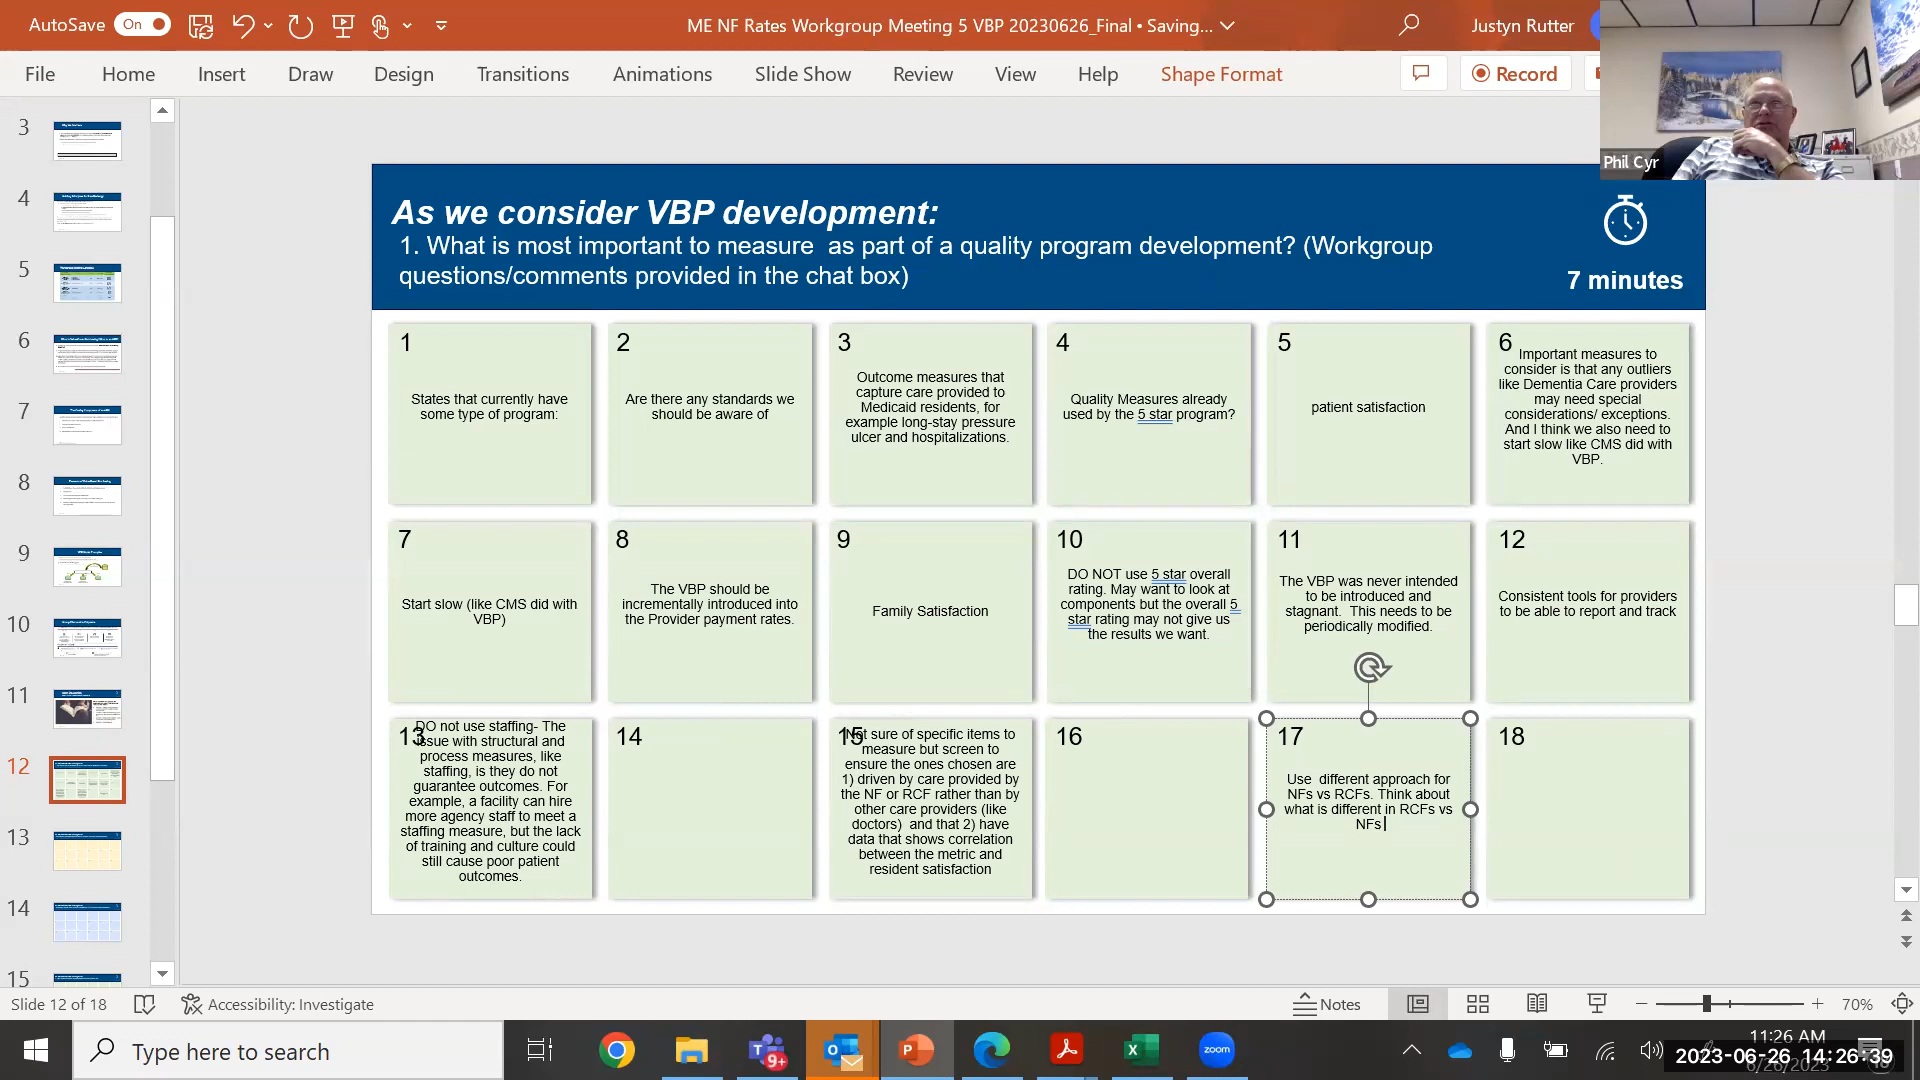 AutoSave On
ME NF Rates Workgroup Meeting 5 VBP 20230626_Final • Saving...
Justyn Rutter
File Home Insert Draw Design Transitions Animations Slide Show Review View Help Shape Format
Record
Phil Cyr
As we consider VBP development:
1. What is most important to measure as part of a quality program development? (Workgroup
questions/comments provided in the chat box)
7 minutes
1
States that currently have
some type of program:
2
Are there any standards we
should be aware of
3
Outcome measures that
capture care provided to
Medicaid residents, for
example long-stay pressure
ulcer and hospitalizations.
4
Quality Measures already
used by the 5 star program?
5
patient satisfaction
6
Important measures to
consider is that any outliers
like Dementia Care providers
may need special
considerations/ exceptions.
And I think we also need to
start slow like CMS did with
VBP.
7
Start slow (like CMS did with
VBP)
8
The VBP should be
incrementally introduced into
the Provider payment rates.
9
Family Satisfaction
10
DO NOT use 5 star overall
rating. May want to look at
components but the overall 5
star rating may not give us
the results we want.
11
The VBP was never intended
to be introduced and
stagnant. This needs to be
periodically modified.
12
Consistent tools for providers
to be able to report and track
13
DO not use staffing- The
issue with structural and
process measures, like
staffing, is they do not
guarantee outcomes. For
example, a facility can hire
more agency staff to meet a
staffing measure, but the lack
of training and culture could
still cause poor patient
outcomes.
14
15
Not sure of specific items to
measure but screen to
ensure the ones chosen are
1) driven by care provided by
the NF or RCF rather than by
other care providers (like
doctors) and that 2) have
data that shows correlation
between the metric and
resident satisfaction
16
17
Use different approach for
NFs vs RCFs. Think about
what is different in RCFs vs
NFs
18
3
4
5
6
7
8
9
10
11
12
13
14
15
Slide 12 of 18
Accessibility: Investigate
Notes
70%
Type here to search
9+
zoom
11:26 AM
2023-06-26 14:26:39